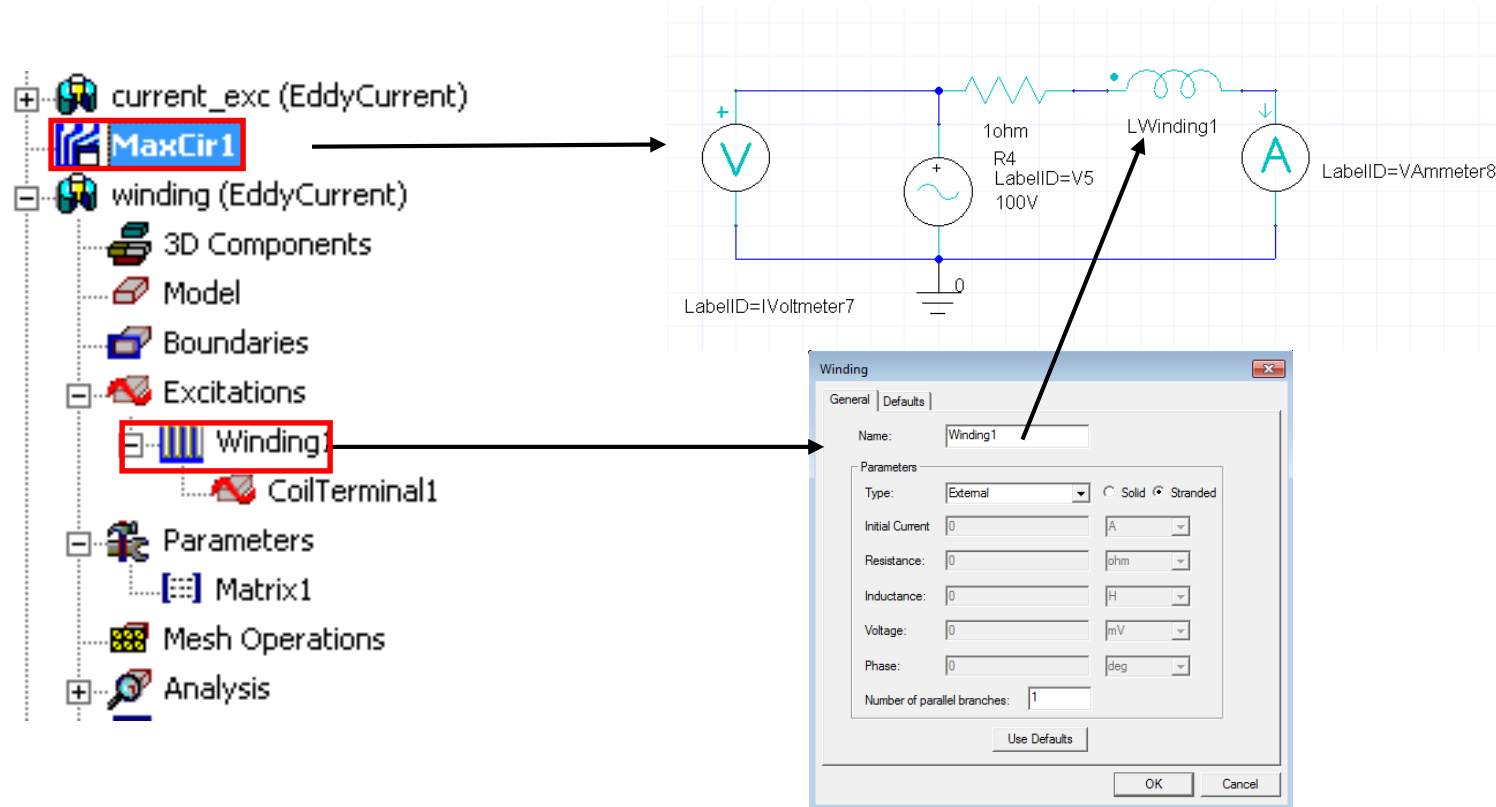 current_exc (EddyCurrent)
MaxCir1
winding (EddyCurrent)
3D Components
Model
Boundaries
Excitations
Winding1
CoilTerminal1
Parameters
Matrix1
Mesh Operations
Analysis
+
V
1ohm
R4
LabelID=V5
100V
+
LWinding1
A
LabelID=VAmmeter8
0
LabelID=IVoltmeter7
Winding
General Defaults
Name: Winding1
Parameters
Type: External Solid Stranded
Initial Current 0 A
Resistance: 0 ohm
Inductance: 0 H
Voltage: 0 mV
Phase: 0 deg
Number of parallel branches: 1
Use Defaults
OK Cancel